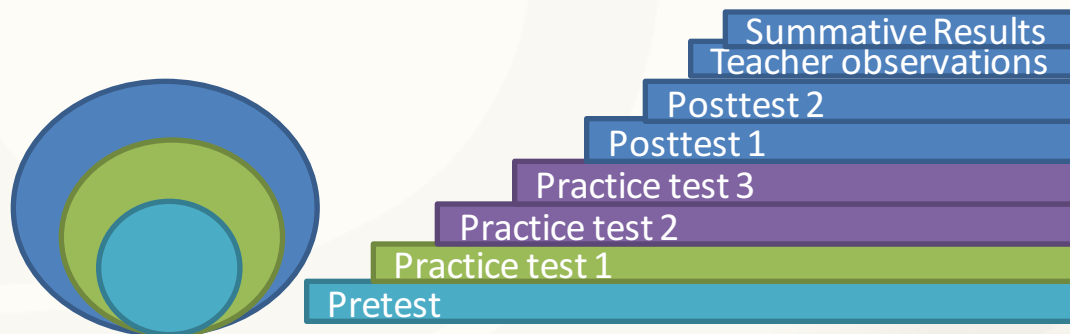 Summative Results
Teacher observations
Posttest 2
Posttest 1
Practice test 3
Practice test 2
Practice test 1
Pretest